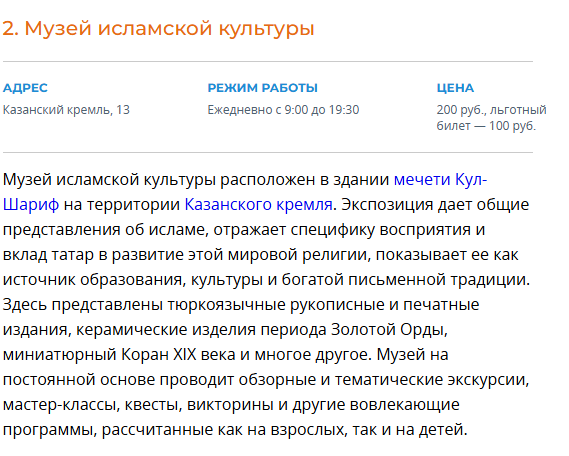 2. Музей исламской культуры
АДРЕС
Казанский кремль, 13
РЕЖИМ РАБОТЫ
Ежедневно с 9:00 до 19:30
ЦЕНА
200 руб., льготный
билет — 100 руб.
Музей исламской культуры расположен в здании мечети Кул-
Шариф на территории Казанского кремля. Экспозиция дает общие
представления об исламе, отражает специфику восприятия и
вклад татар в развитие этой мировой религии, показывает ее как
источник образования, культуры и богатой письменной традиции.
Здесь представлены тюркоязычные рукописные и печатные
издания, керамические изделия периода Золотой Орды,
миниатюрный Коран XIX века и многое другое. Музей на
постоянной основе проводит обзорные и тематические экскурсии,
мастер-классы, квесты, викторины и другие вовлекающие
программы, рассчитанные как на взрослых, так и на детей.